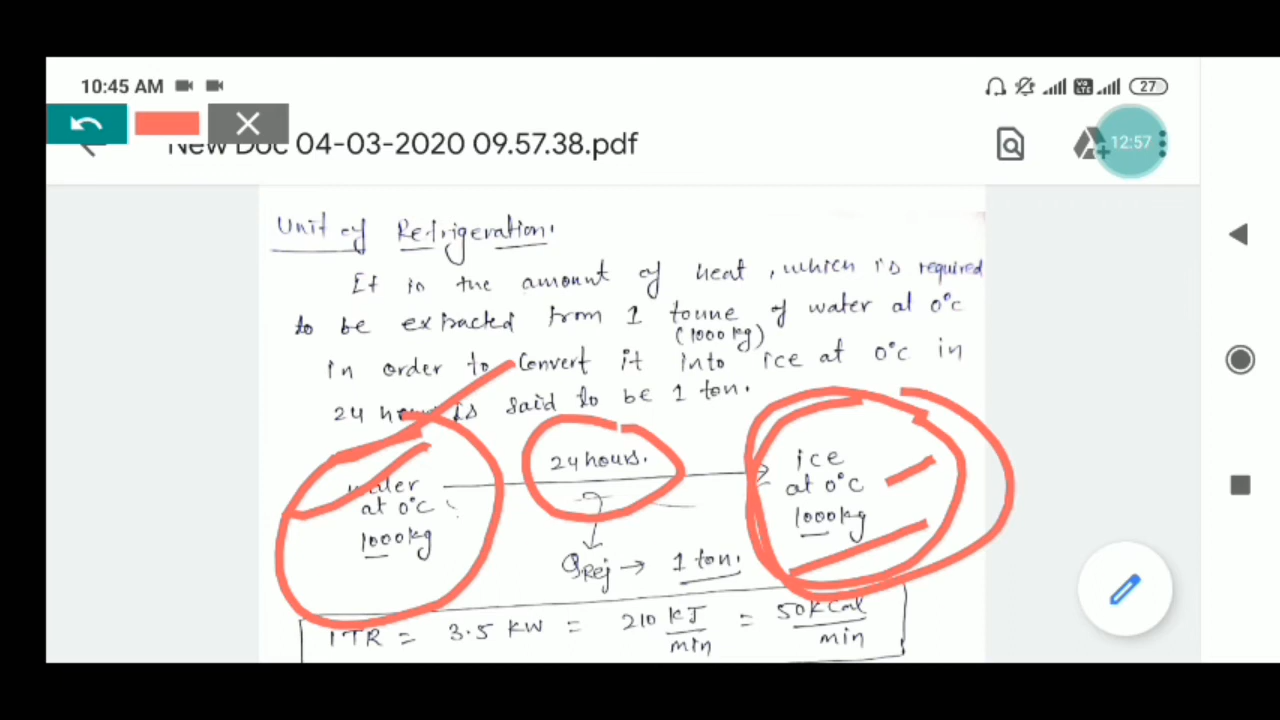 10:45 AM
27
New Doc 04-03-2020 09.57.38.pdf
12:57
Unit of Refrigeration.
It is the amount of heat, which is required
to be extracted from 1 tonne of water at 0°C
(1000 kg)
in order to convert it into ice at 0°C in
24 hours is said to be 1 ton.
water
at 0°C
1000kg
24 hours.
QRej → 1 ton.
ice
at 0°C
1000kg
1TR = 3.5 KW = 210 KJ/min = 50 KCal/min